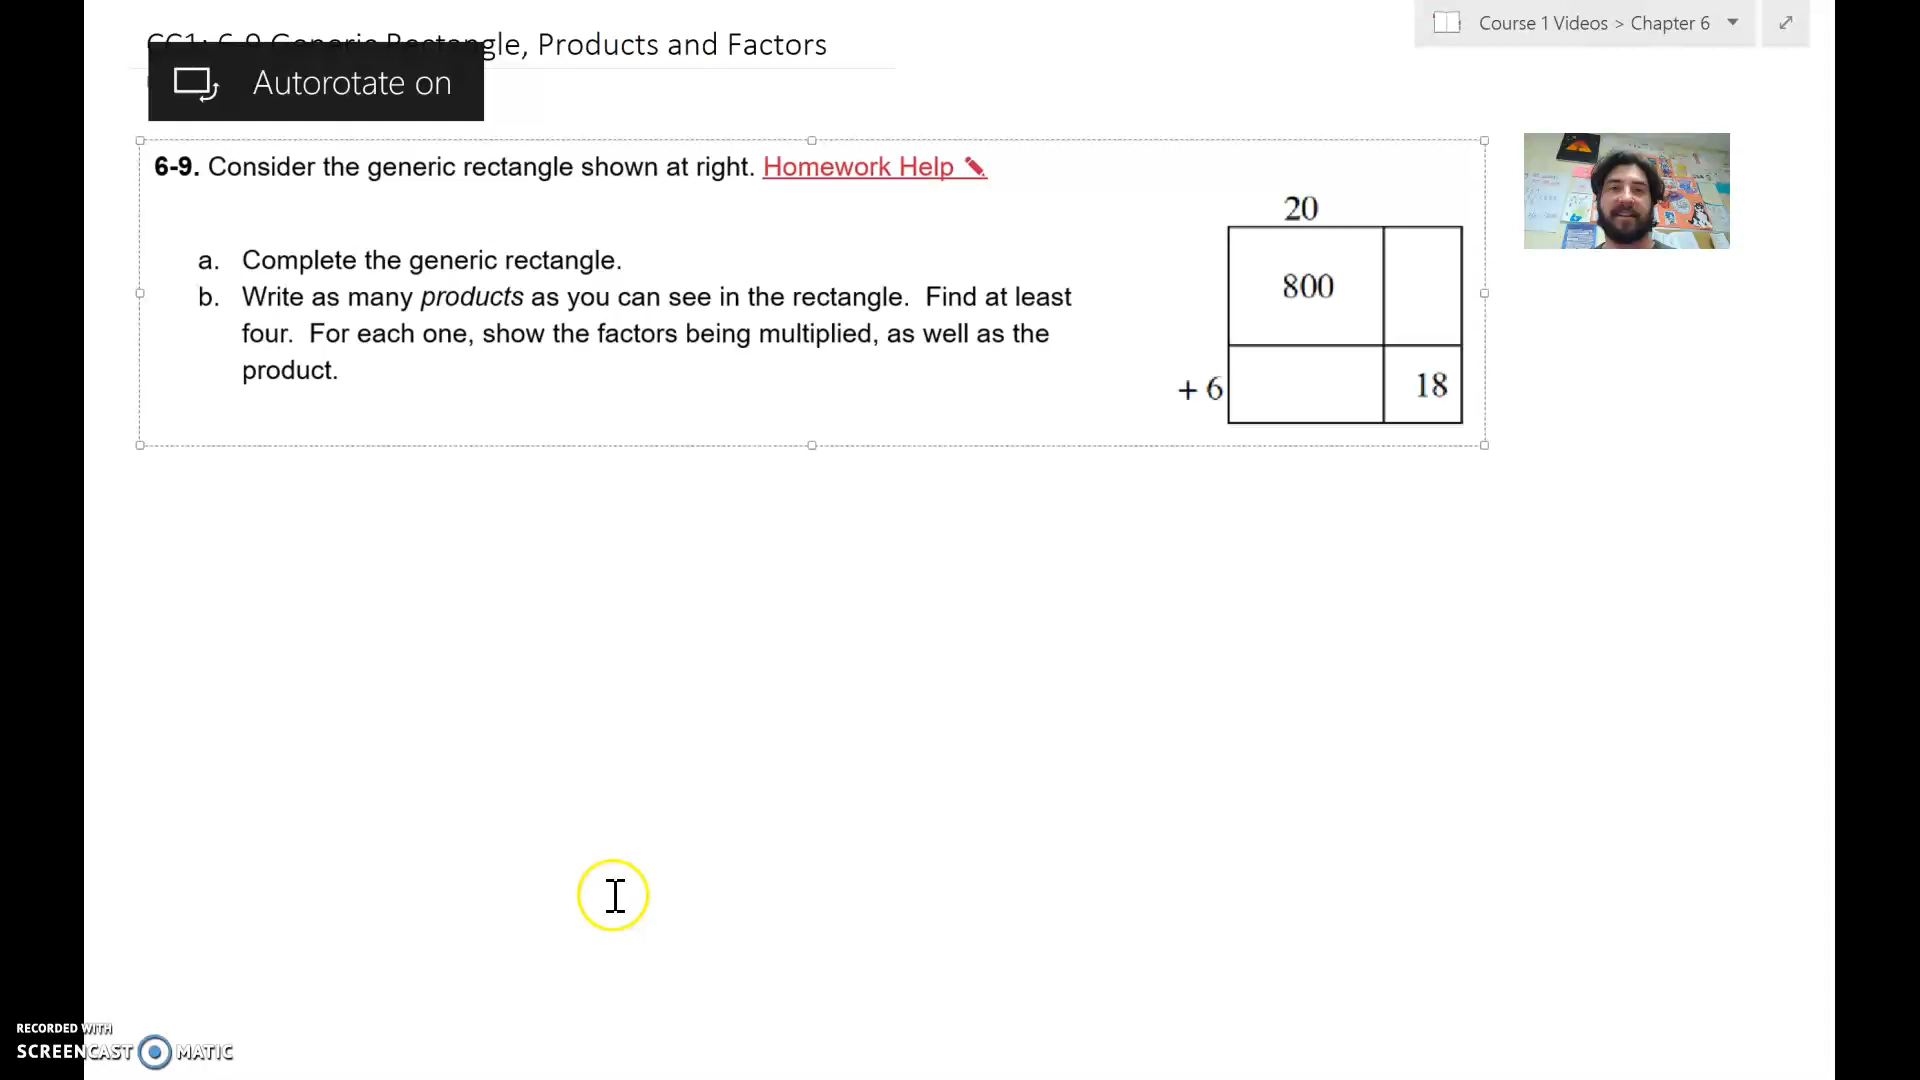 Generic Rectangle, Products and Factors
Course 1 Videos > Chapter 6
Autorotate on
6-9. Consider the generic rectangle shown at right. Homework Help
20
a. Complete the generic rectangle.
800
b. Write as many products as you can see in the rectangle. Find at least
four. For each one, show the factors being multiplied, as well as the
product.
+ 6
18
RECORDED WITH
SCREENCAST MATIC